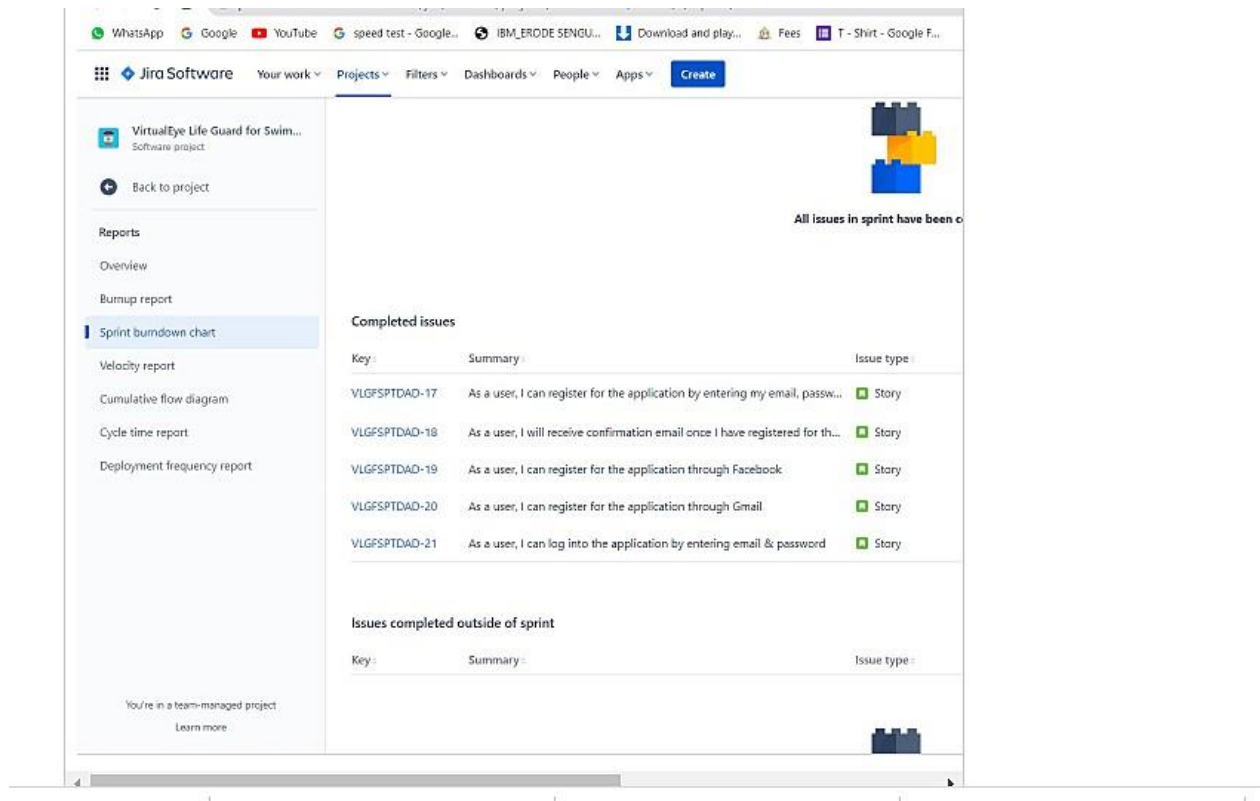 WhatsApp Google YouTube speed test - Google... IBM_ERODE SENGU... Download and play... Fees T - Shirt - Google F...
Jira Software Your work Projects Filters Dashboards People Apps Create
VirtualEye Life Guard for Swim...
Software project
Back to project
Reports
Overview
Burnup report
Sprint burndown chart
Velocity report
Cumulative flow diagram
Cycle time report
Deployment frequency report
You're in a team-managed project
Learn more
All issues in sprint have been c
Completed issues
Key Summary Issue type
VLGFSPTDAD-17 As a user, I can register for the application by entering my email, passw... Story
VLGFSPTDAD-18 As a user, I will receive confirmation email once I have registered for th... Story
VLGFSPTDAD-19 As a user, I can register for the application through Facebook Story
VLGFSPTDAD-20 As a user, I can register for the application through Gmail Story
VLGFSPTDAD-21 As a user, I can log into the application by entering email & password Story
Issues completed outside of sprint
Key Summary Issue type